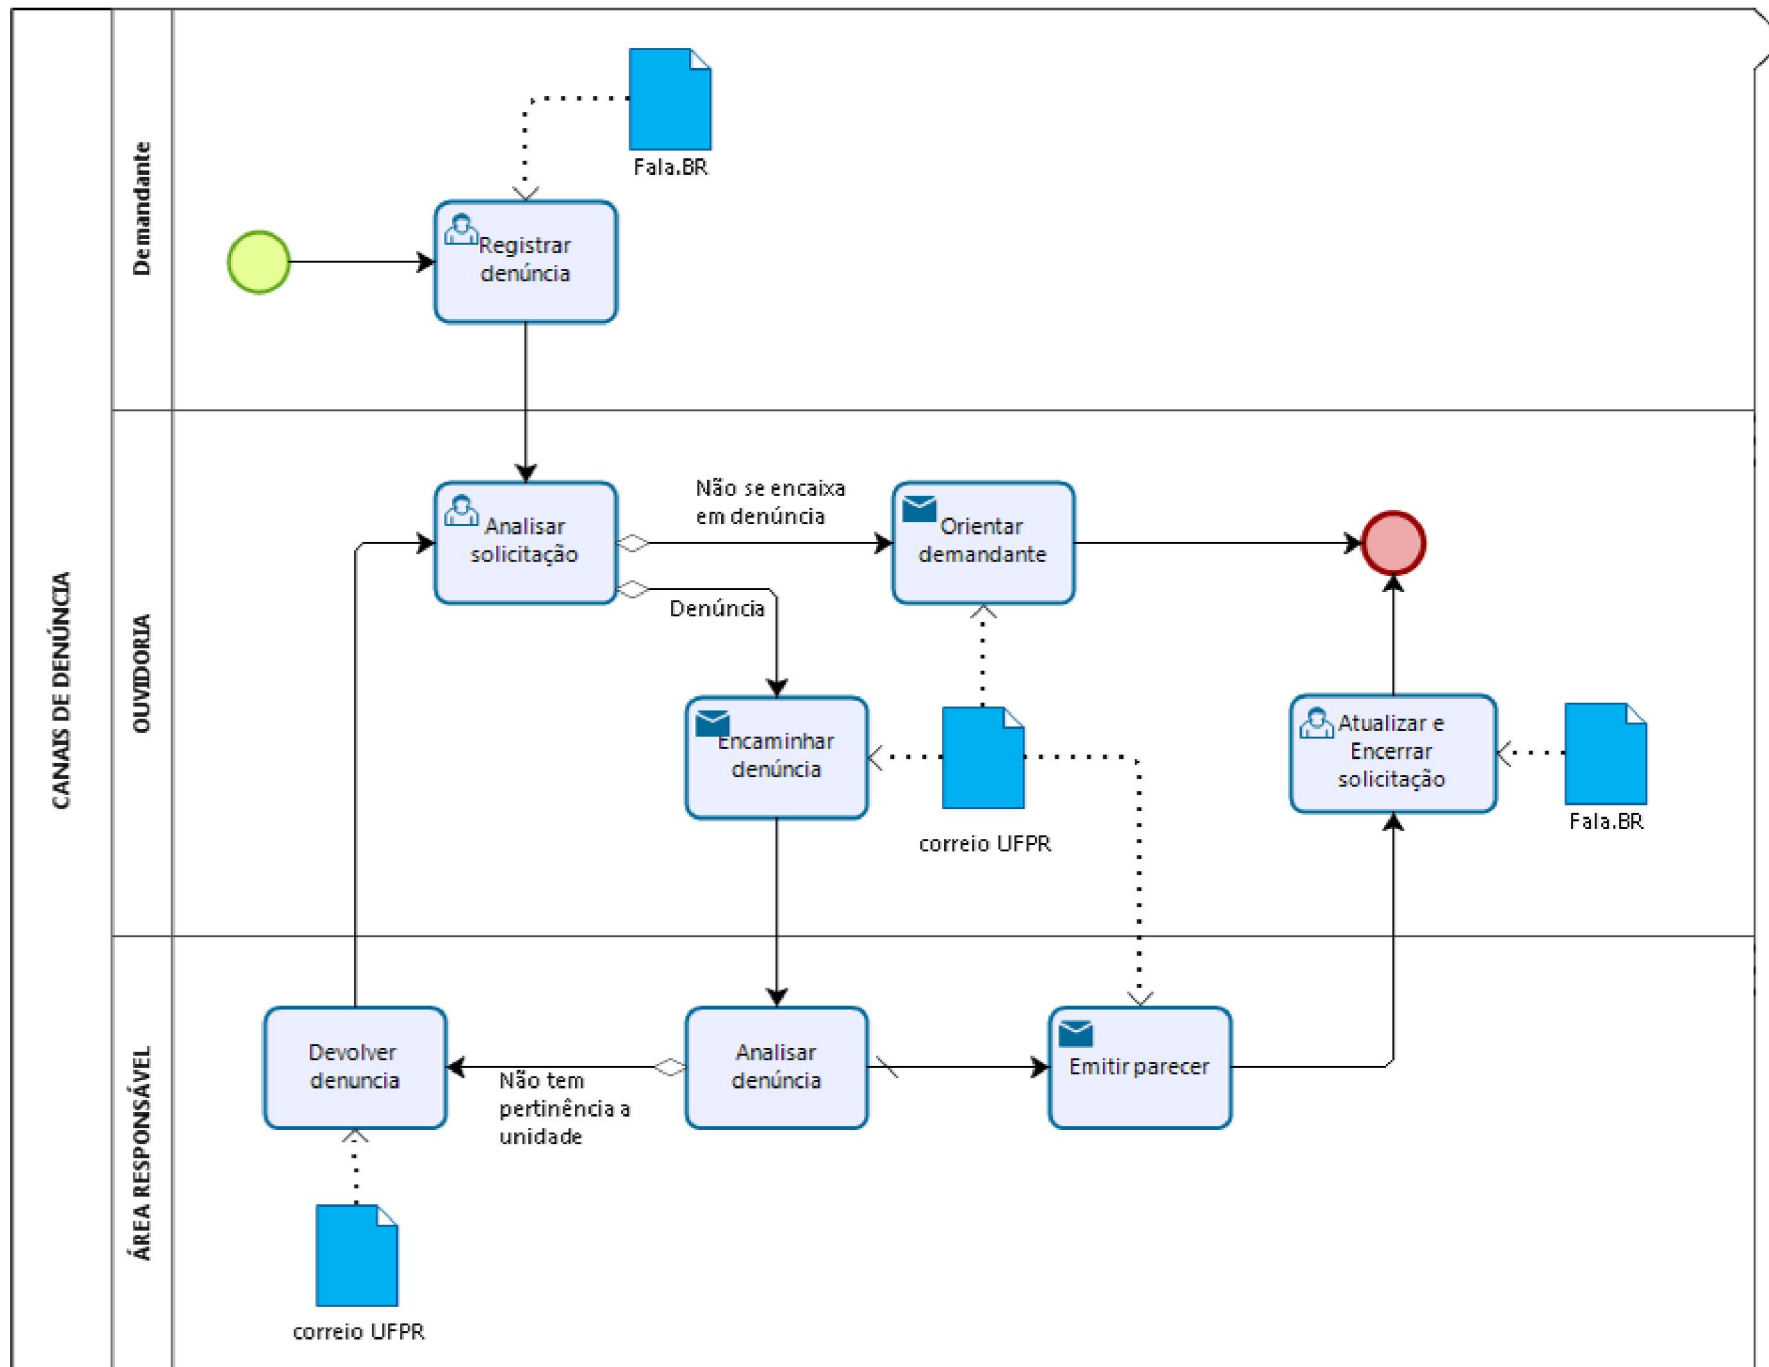 CANAIS DE DENÚNCIA
Demandante
Fala.BR
Registrar
denúncia
OUVIDORIA
Analisar
solicitação
Não se encaixa
em denúncia
Orientar
demandante
Denúncia
Encaminhar
denúncia
correio UFPR
Atualizar e
Encerrar
solicitação
Fala.BR
ÁREA RESPONSÁVEL
Devolver
denuncia
Não tem
pertinência a
unidade
Analisar
denúncia
Emitir parecer
correio UFPR